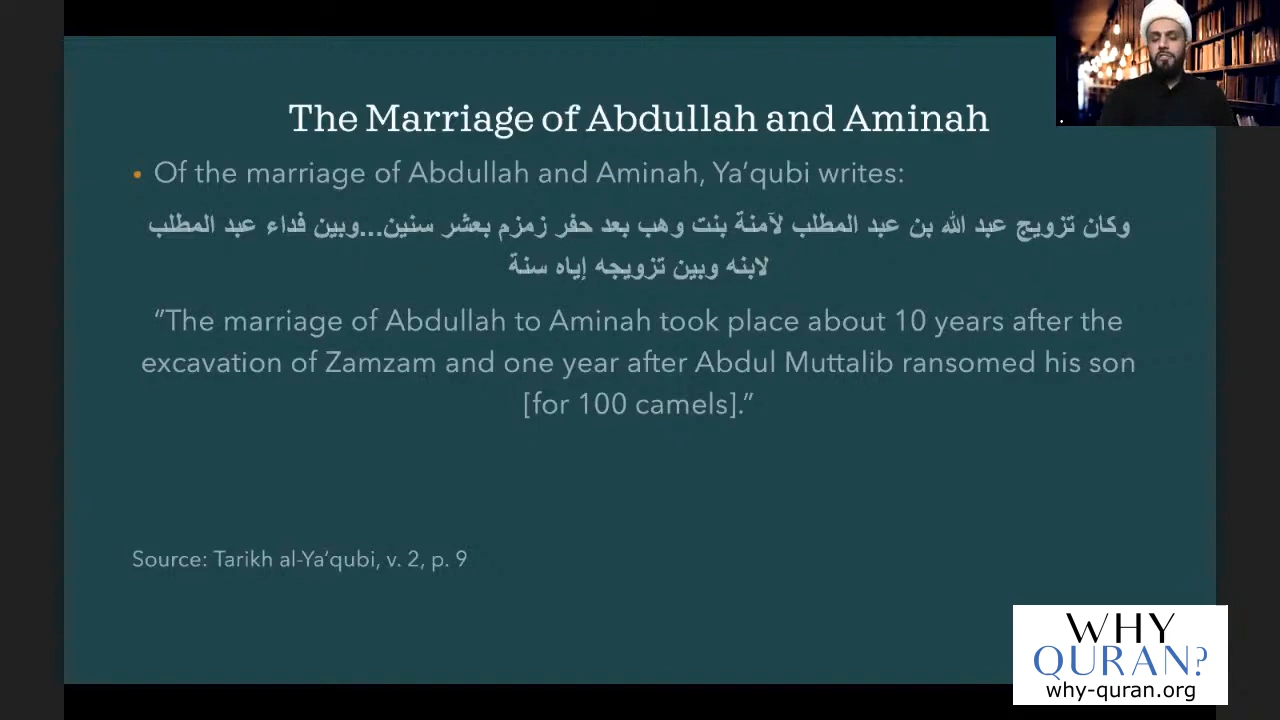 The Marriage of Abdullah and Aminah
• Of the marriage of Abdullah and Aminah, Ya’qubi writes:
وكان تزويج عبد الله بن عبد المطلب لآمنة بنت وهب بعد حفر زمزم بعشر سنين...وبين فداء عبد المطلب
لابنه وبين تزويجه إياه سنة
“The marriage of Abdullah to Aminah took place about 10 years after the
excavation of Zamzam and one year after Abdul Muttalib ransomed his son
[for 100 camels].”
Source: Tarikh al-Ya’qubi, v. 2, p. 9
WHY
QURAN?
why-quran.org